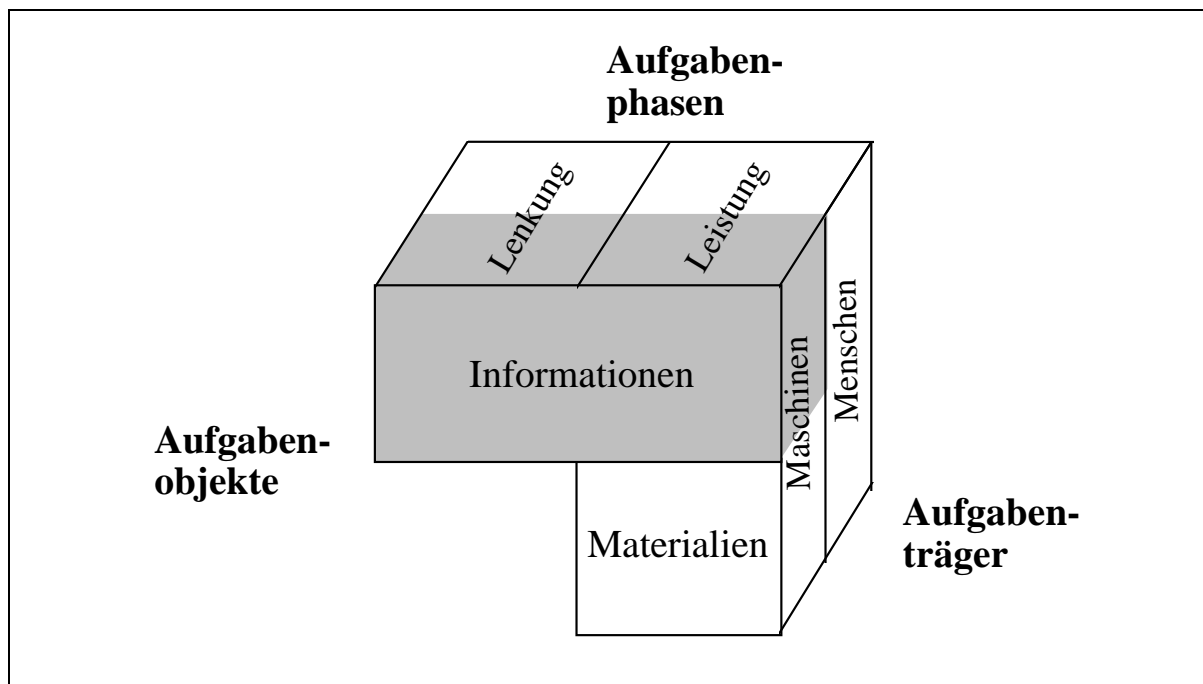 Aufgaben-
phasen
Lenkung
Leistung
Informationen
Maschinen
Menschen
Aufgaben-
objekte
Materialien
Aufgaben-
träger